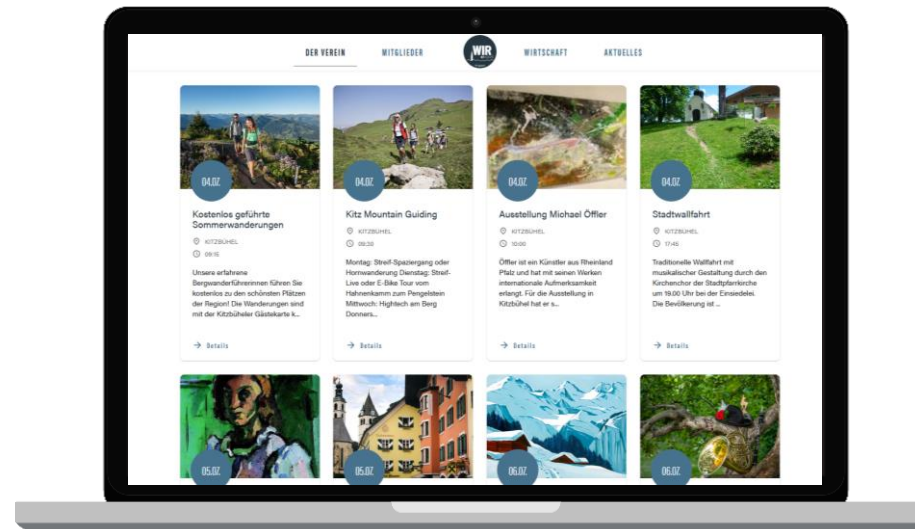 DER VEREIN
MITGLIEDER
WIR
WIRTSCHAFT
AKTUELLES
04.07.
Kostenlos geführte
Sommerwanderungen
KITZBÜHEL
09:15
Unsere erfahrene
Bergwanderführerinnen führen Sie
kostenlos zu den schönsten Plätzen
der Region! Die Wanderungen sind
mit der Kitzbüheler Gästekarte k...
→ Details
04.07.
Kitz Mountain Guiding
KITZBÜHEL
09:30
Montag: Streif-Spaziergang oder
Hornwanderung Dienstag: Streif-
Live oder E-Bike Tour vom
Hahnenkamm zum Pengelstein
Mittwoch: Hightech am Berg
Donners...
→ Details
04.07.
Ausstellung Michael Öffler
KITZBÜHEL
10:00
Öffler ist ein Künstler aus Rheinland
Pfalz und hat mit seinen Werken
internationale Aufmerksamkeit
erlangt. Für die Ausstellung in
Kitzbühel hat er s...
→ Details
04.07.
Stadtwallfahrt
KITZBÜHEL
17:45
Traditionelle Wallfahrt mit
musikalischer Gestaltung durch den
Kirchenchor der Stadtpfarrkirche
um 19.00 Uhr bei der Einsiedelei.
Die Bevölkerung ist ...
→ Details
05.07.
05.07.
06.07.
06.07.